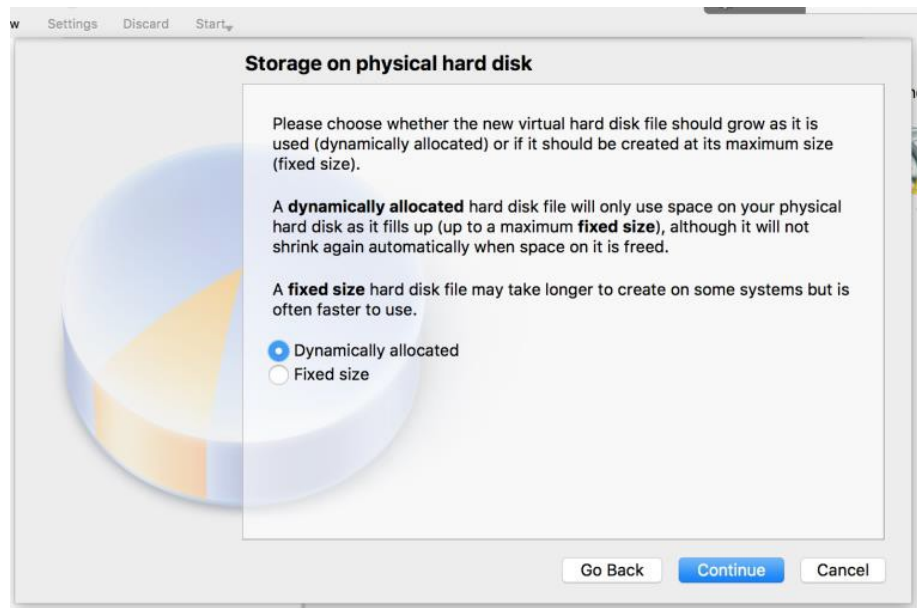 w Settings Discard Start
Storage on physical hard disk
Please choose whether the new virtual hard disk file should grow as it is
used (dynamically allocated) or if it should be created at its maximum size
(fixed size).
A dynamically allocated hard disk file will only use space on your physical
hard disk as it fills up (up to a maximum fixed size), although it will not
shrink again automatically when space on it is freed.
A fixed size hard disk file may take longer to create on some systems but is
often faster to use.
Dynamically allocated
Fixed size
Go Back Continue Cancel